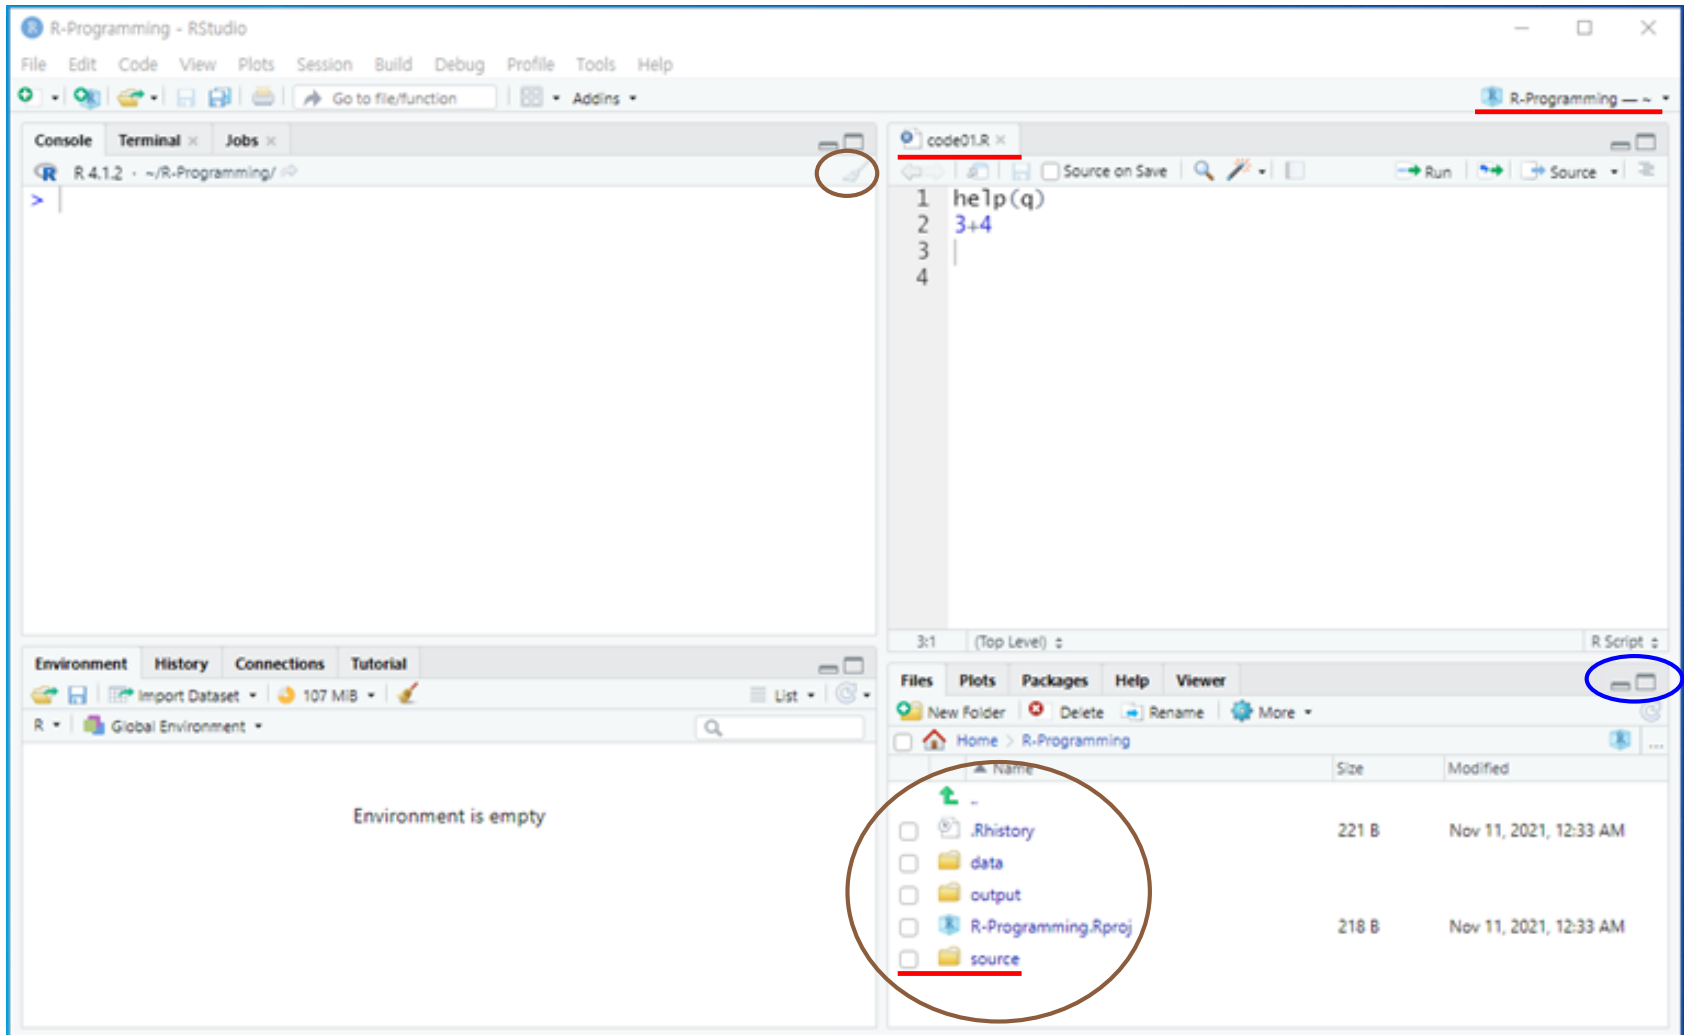 R-Programming - RStudio
File Edit Code View Plots Session Build Debug Profile Tools Help
Go to file/function Addins R-Programming — ~
Console Terminal Jobs
R 4.1.2 · ~/R-Programming/
>
code01.R
Source on Save Run Source
1 help(q)
2 3+4
3
4
3:1 (Top Level) R Script
Environment History Connections Tutorial
Import Dataset 107 MiB List
R Global Environment
Environment is empty
Files Plots Packages Help Viewer
New Folder Delete Rename More
Home > R-Programming ...
Name Size Modified
..
.Rhistory 221 B Nov 11, 2021, 12:33 AM
data
output
R-Programming.Rproj 218 B Nov 11, 2021, 12:33 AM
source